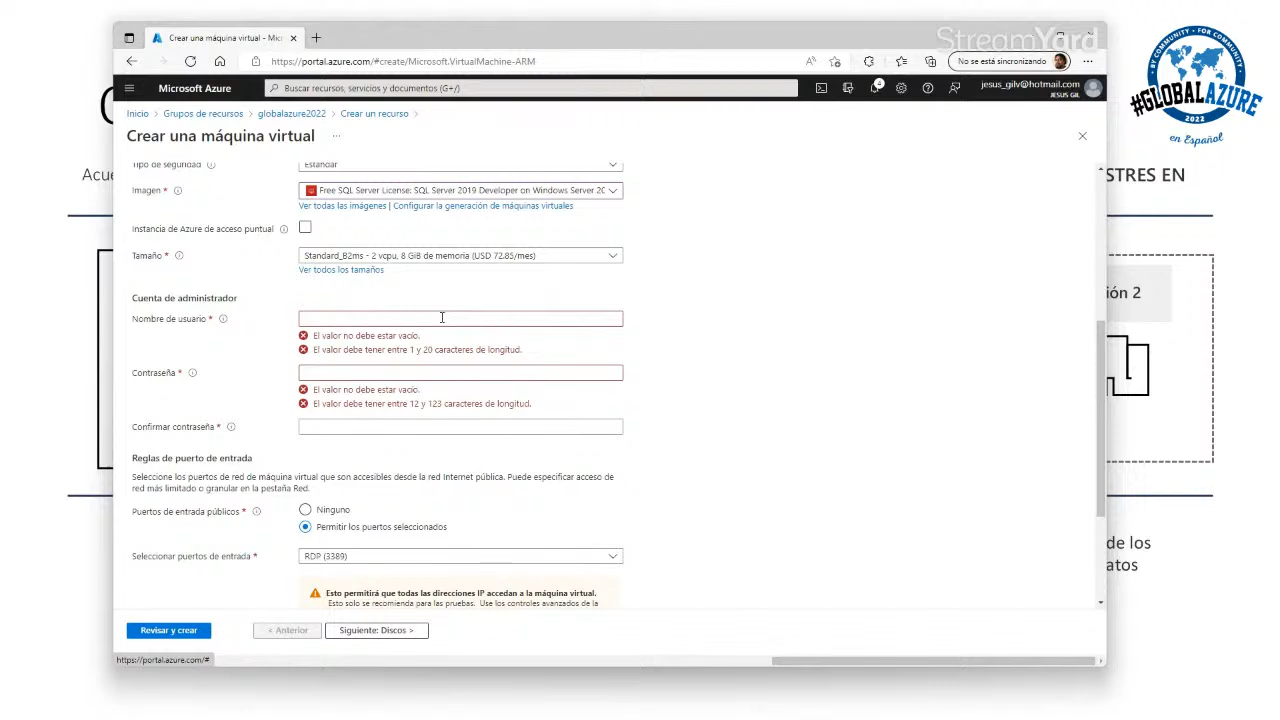 Crear una máquina virtual - Mic
StreamYard
https://portal.azure.com/#create/Microsoft.VirtualMachine-ARM
No se está sincronizando
BY COMMUNITY • FOR COMMUNITY
#GLOBALAZURE
2022
en Español
Microsoft Azure
Buscar recursos, servicios y documentos (G+/)
4
jesus_gilv@hotmail.com
JESUS GIL
Inicio > Grupos de recursos > globalazure2022 > Crear un recurso >
Crear una máquina virtual
Acue
STRES EN
Tipo de seguridad
Estándar
Imagen *
Free SQL Server License: SQL Server 2019 Developer on Windows Server 20
Ver todas las imágenes | Configurar la generación de máquinas virtuales
Instancia de Azure de acceso puntual
Tamaño *
Standard_B2ms - 2 vcpu, 8 GiB de memoria (USD 72.85/mes)
Ver todos los tamaños
Cuenta de administrador
ión 2
Nombre de usuario *
El valor no debe estar vacío.
El valor debe tener entre 1 y 20 caracteres de longitud.
Contraseña *
El valor no debe estar vacío.
El valor debe tener entre 12 y 123 caracteres de longitud.
Confirmar contraseña *
Reglas de puerto de entrada
Seleccione los puertos de red de máquina virtual que son accesibles desde la red Internet pública. Puede especificar acceso de
red más limitado o granular en la pestaña Red.
Puertos de entrada públicos *
Ninguno
Permitir los puertos seleccionados
Seleccionar puertos de entrada *
RDP (3389)
de los
atos
Esto permitirá que todas las direcciones IP accedan a la máquina virtual.
Esto solo se recomienda para las pruebas. Use los controles avanzados de la
Revisar y crear
< Anterior
Siguiente: Discos >
https://portal.azure.com/#